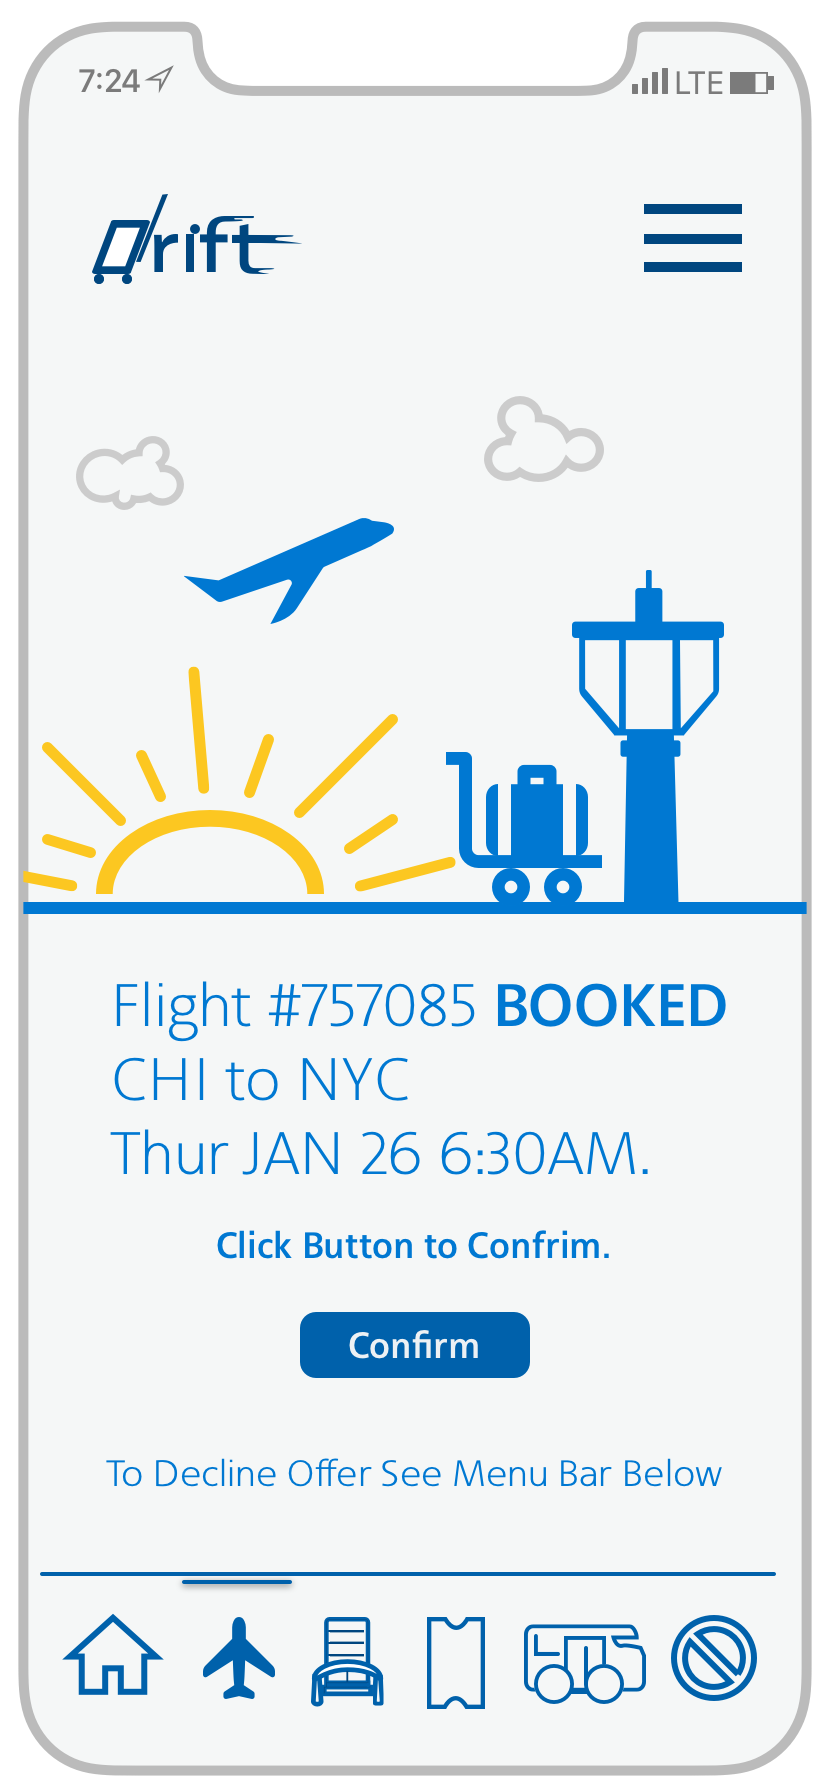 7:24 LTE
Drift
Flight #757085 BOOKED
CHI to NYC
Thur JAN 26 6:30AM.
Click Button to Confrim.
Confirm
To Decline Offer See Menu Bar Below